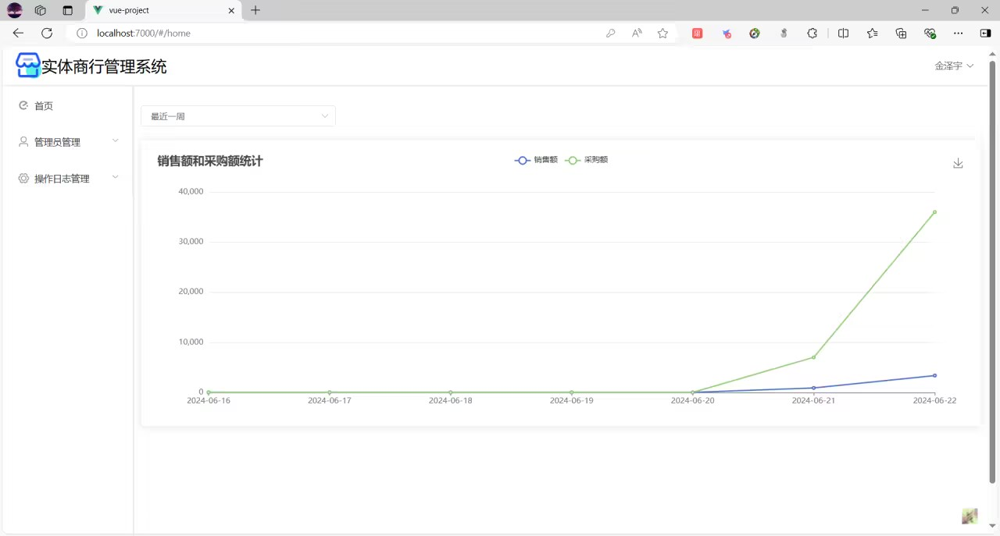 vue-project
localhost:7000/#/home
实体商行管理系统
金泽宇
首页
管理员管理
操作日志管理
最近一周
销售额和采购额统计
销售额 采购额
40,000
30,000
20,000
10,000
0
2024-06-16 2024-06-17 2024-06-18 2024-06-19 2024-06-20 2024-06-21 2024-06-22